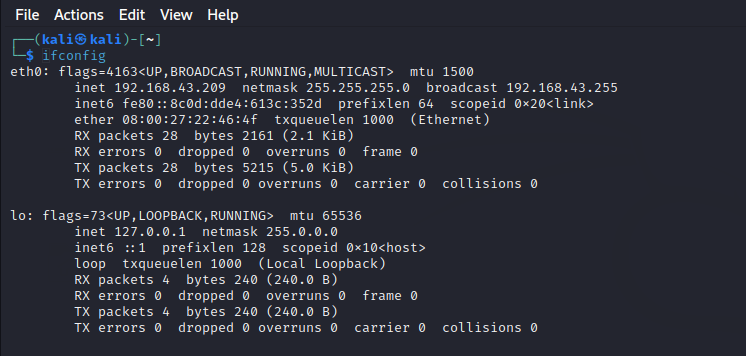 File Actions Edit View Help
┌──(kali㉿kali)-[~]
└─$ ifconfig
eth0: flags=4163<UP,BROADCAST,RUNNING,MULTICAST>  mtu 1500
        inet 192.168.43.209  netmask 255.255.255.0  broadcast 192.168.43.255
        inet6 fe80::8c0d:dde4:613c:352d  prefixlen 64  scopeid 0×20<link>
        ether 08:00:27:22:46:4f  txqueuelen 1000  (Ethernet)
        RX packets 28  bytes 2161 (2.1 KiB)
        RX errors 0  dropped 0  overruns 0  frame 0
        TX packets 28  bytes 5215 (5.0 KiB)
        TX errors 0  dropped 0 overruns 0  carrier 0  collisions 0

lo: flags=73<UP,LOOPBACK,RUNNING>  mtu 65536
        inet 127.0.0.1  netmask 255.0.0.0
        inet6 ::1  prefixlen 128  scopeid 0×10<host>
        loop  txqueuelen 1000  (Local Loopback)
        RX packets 4  bytes 240 (240.0 B)
        RX errors 0  dropped 0  overruns 0  frame 0
        TX packets 4  bytes 240 (240.0 B)
        TX errors 0  dropped 0 overruns 0  carrier 0  collisions 0